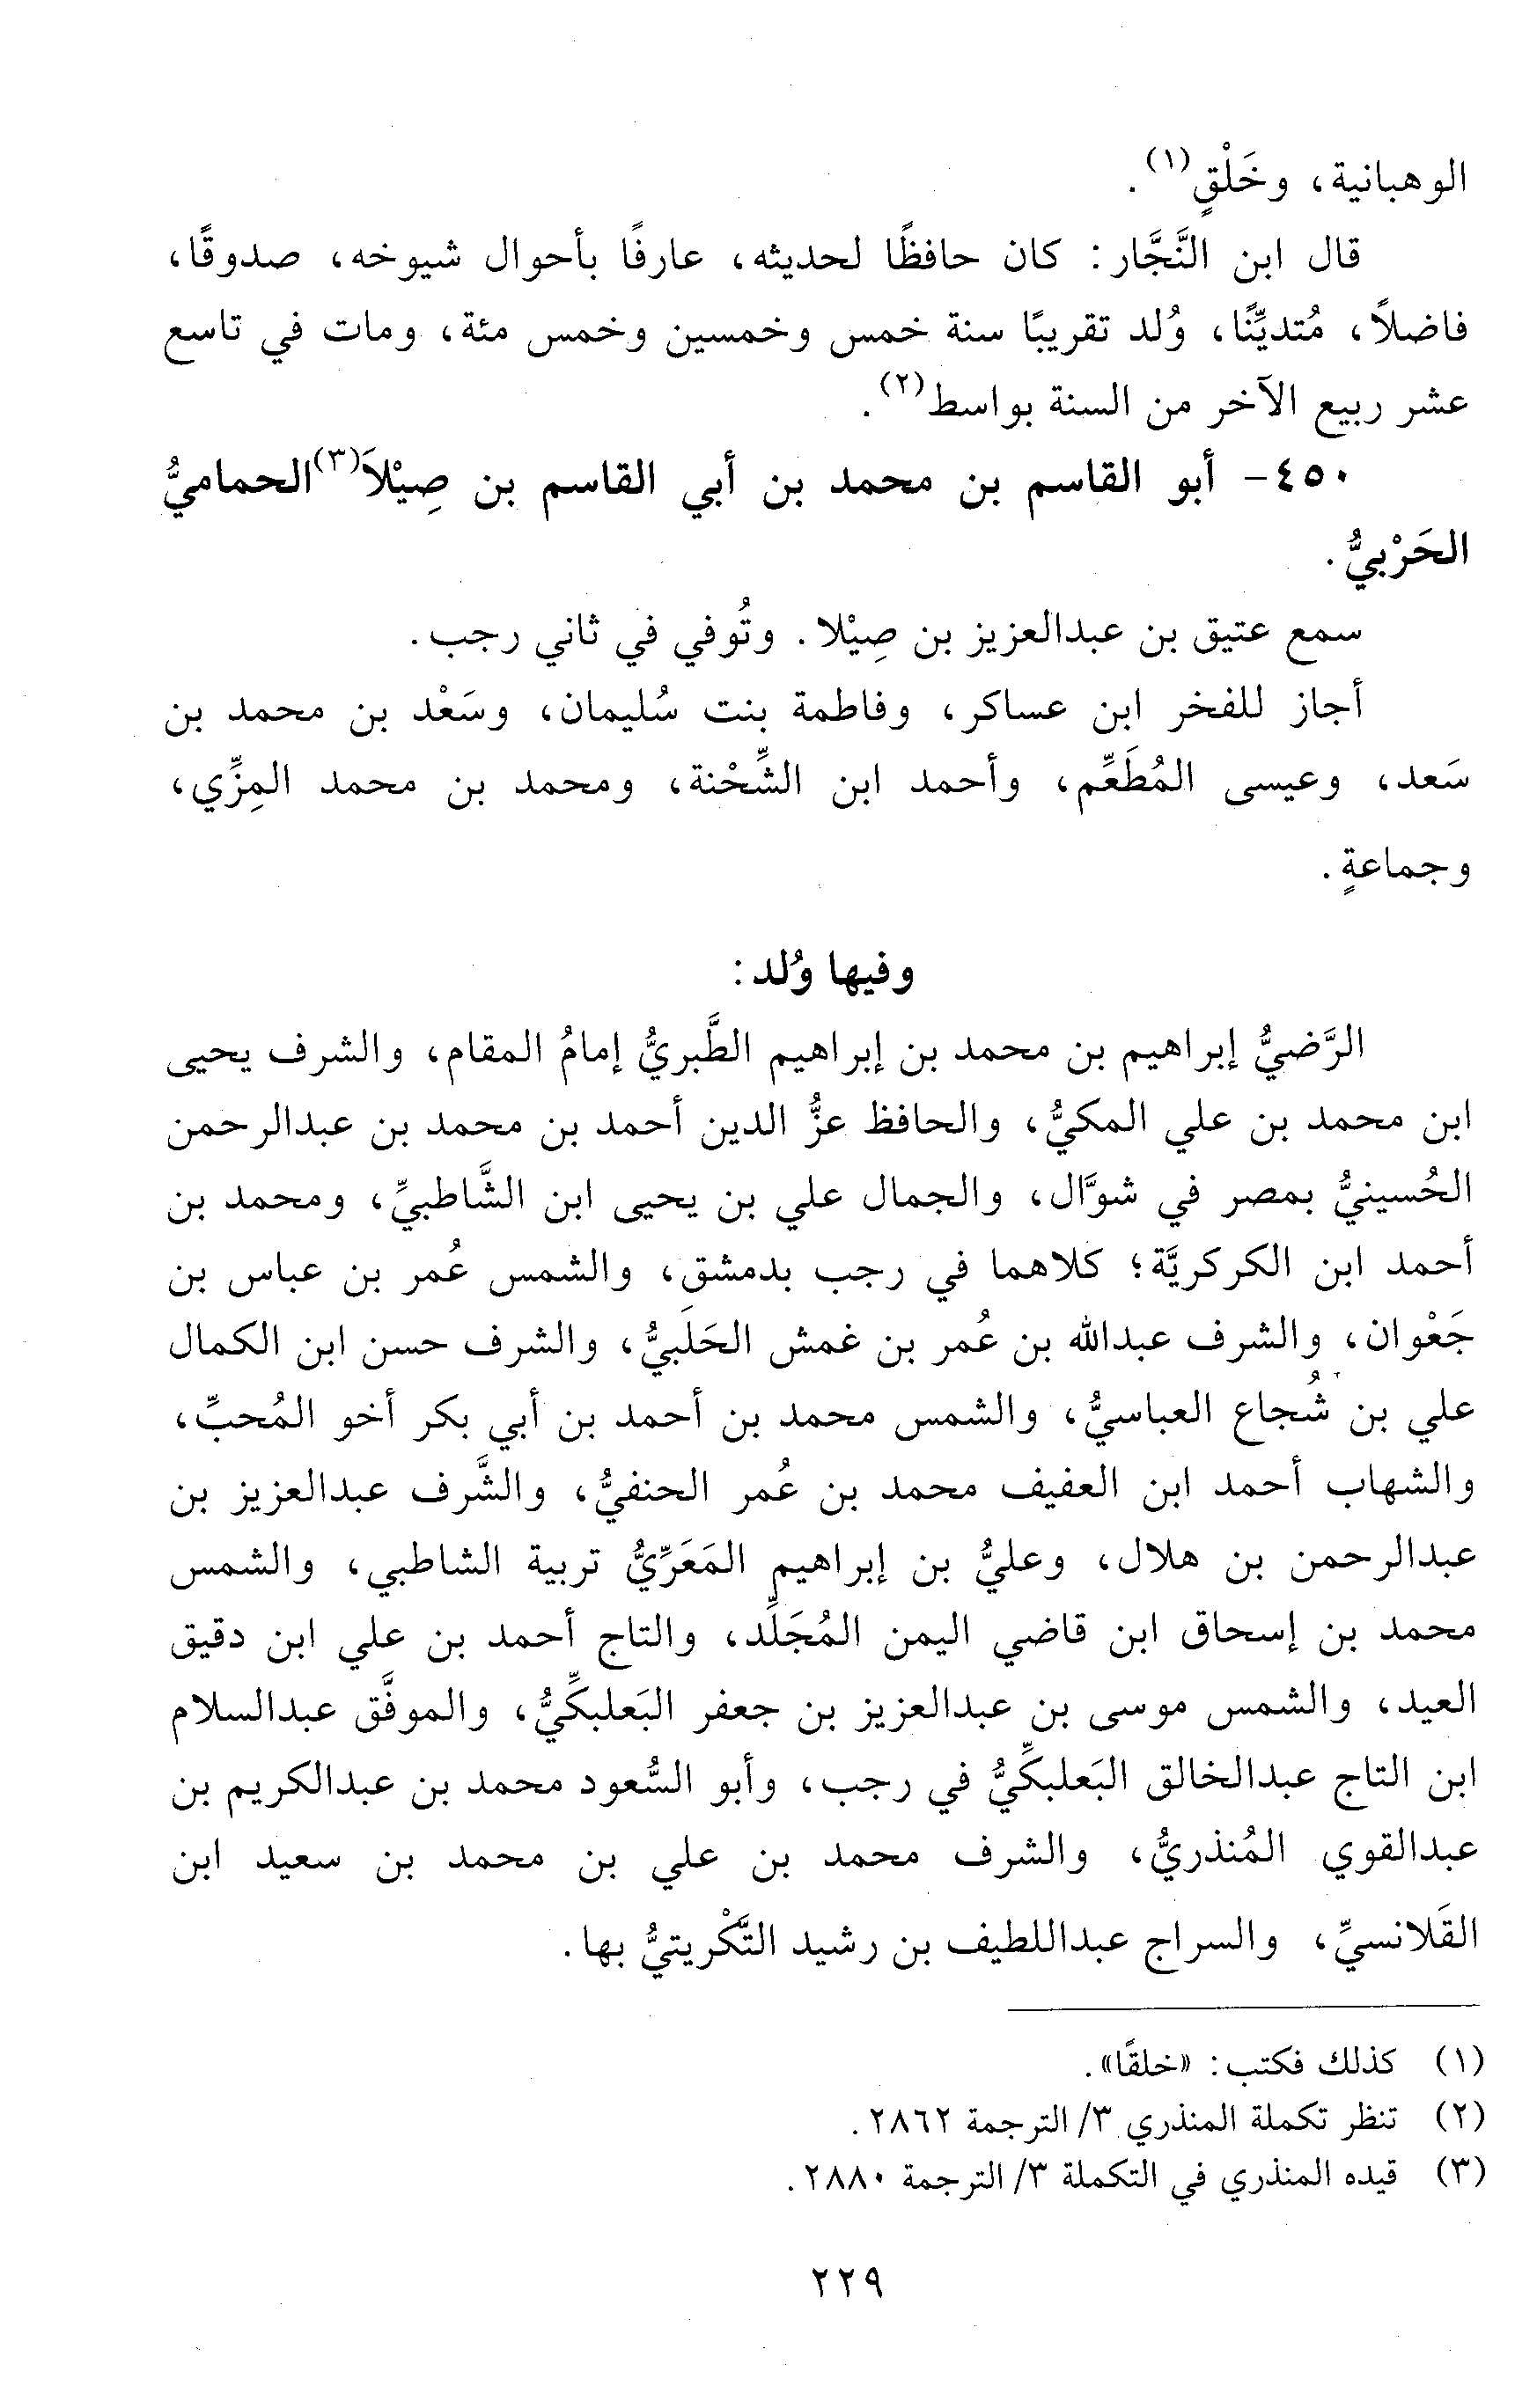 الوهبانية، وخَلْقٍ(١).
قال ابن النَّجَّار: كان حافظًا لحديثه، عارفًا بأحوال شيوخه، صدوقًا،
فاضلاً، مُتديِّنًا، وُلد تقريبًا سنة خمس وخمسين وخمس مئة، ومات في تاسع
عشر ربيع الآخر من السنة بواسط(٢).
٤٥٠- أبو القاسم بن محمد بن أبي القاسم بن صِيْلاَ(٣) الحماميُّ
الحَرْبيُّ.
سمع عتيق بن عبدالعزيز بن صِيْلا. وتُوفي في ثاني رجب.
أجاز للفخر ابن عساكر، وفاطمة بنت سُليمان، وسَعْد بن محمد بن
سَعد، وعيسى المُطَعِّم، وأحمد ابن الشِّحْنة، ومحمد بن محمد المِزِّي،
وجماعةٍ.
وفيها وُلد:
الرَّضيُّ إبراهيم بن محمد بن إبراهيم الطَّبريُّ إمامُ المقام، والشرف يحيى
ابن محمد بن علي المكيُّ، والحافظ عزُّ الدين أحمد بن محمد بن عبدالرحمن
الحُسينيُّ بمصر في شوَّال، والجمال علي بن يحيى ابن الشَّاطبيِّ، ومحمد بن
أحمد ابن الكركريَّة؛ كلاهما في رجب بدمشق، والشمس عُمر بن عباس بن
جَعْوان، والشرف عبدالله بن عُمر بن غمش الحَلَبيُّ، والشرف حسن ابن الكمال
علي بن شُجاع العباسيُّ، والشمس محمد بن أحمد بن أبي بكر أخو المُحبِّ،
والشهاب أحمد ابن العفيف محمد بن عُمر الحنفيُّ، والشَّرف عبدالعزيز بن
عبدالرحمن بن هلال، وعليُّ بن إبراهيم المَعَرِّيُّ تربية الشاطبي، والشمس
محمد بن إسحاق ابن قاضي اليمن المُجَلِّد، والتاج أحمد بن علي ابن دقيق
العيد، والشمس موسى بن عبدالعزيز بن جعفر البَعلبكِّيُّ، والموفَّق عبدالسلام
ابن التاج عبدالخالق البَعلبكِّيُّ في رجب، وأبو السُّعود محمد بن عبدالكريم بن
عبدالقوي المُنذريُّ، والشرف محمد بن علي بن محمد بن سعيد ابن
القَلانسيِّ، والسراج عبداللطيف بن رشيد التَّكْريتيُّ بها.
(١) كذلك فكتب: «خلقًا».
(٢) تنظر تكملة المنذري ٣/ الترجمة ٢٨٦٢.
(٣) قيده المنذري في التكملة ٣/ الترجمة ٢٨٨٠.
٢٢٩